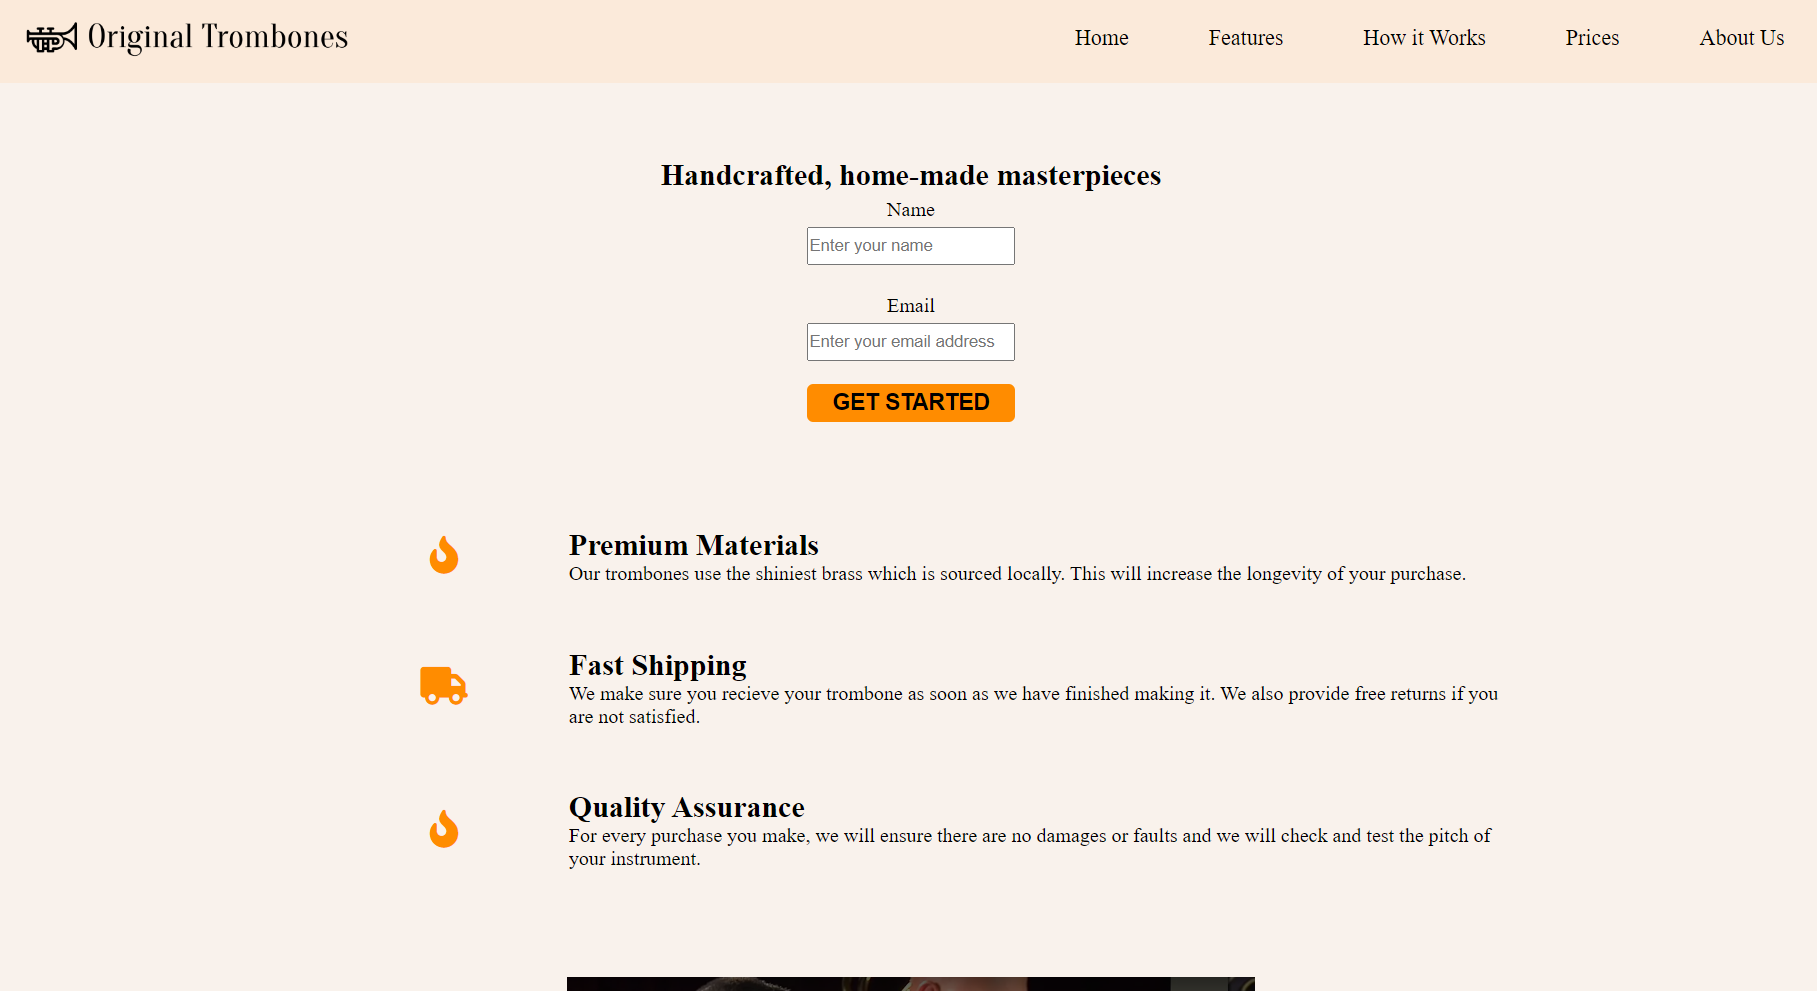 Original Trombones
Home
Features
How it Works
Prices
About Us
Handcrafted, home-made masterpieces
Name
Enter your name
Email
Enter your email address
GET STARTED
Premium Materials
Our trombones use the shiniest brass which is sourced locally. This will increase the longevity of your purchase.
Fast Shipping
We make sure you recieve your trombone as soon as we have finished making it. We also provide free returns if you
are not satisfied.
Quality Assurance
For every purchase you make, we will ensure there are no damages or faults and we will check and test the pitch of
your instrument.